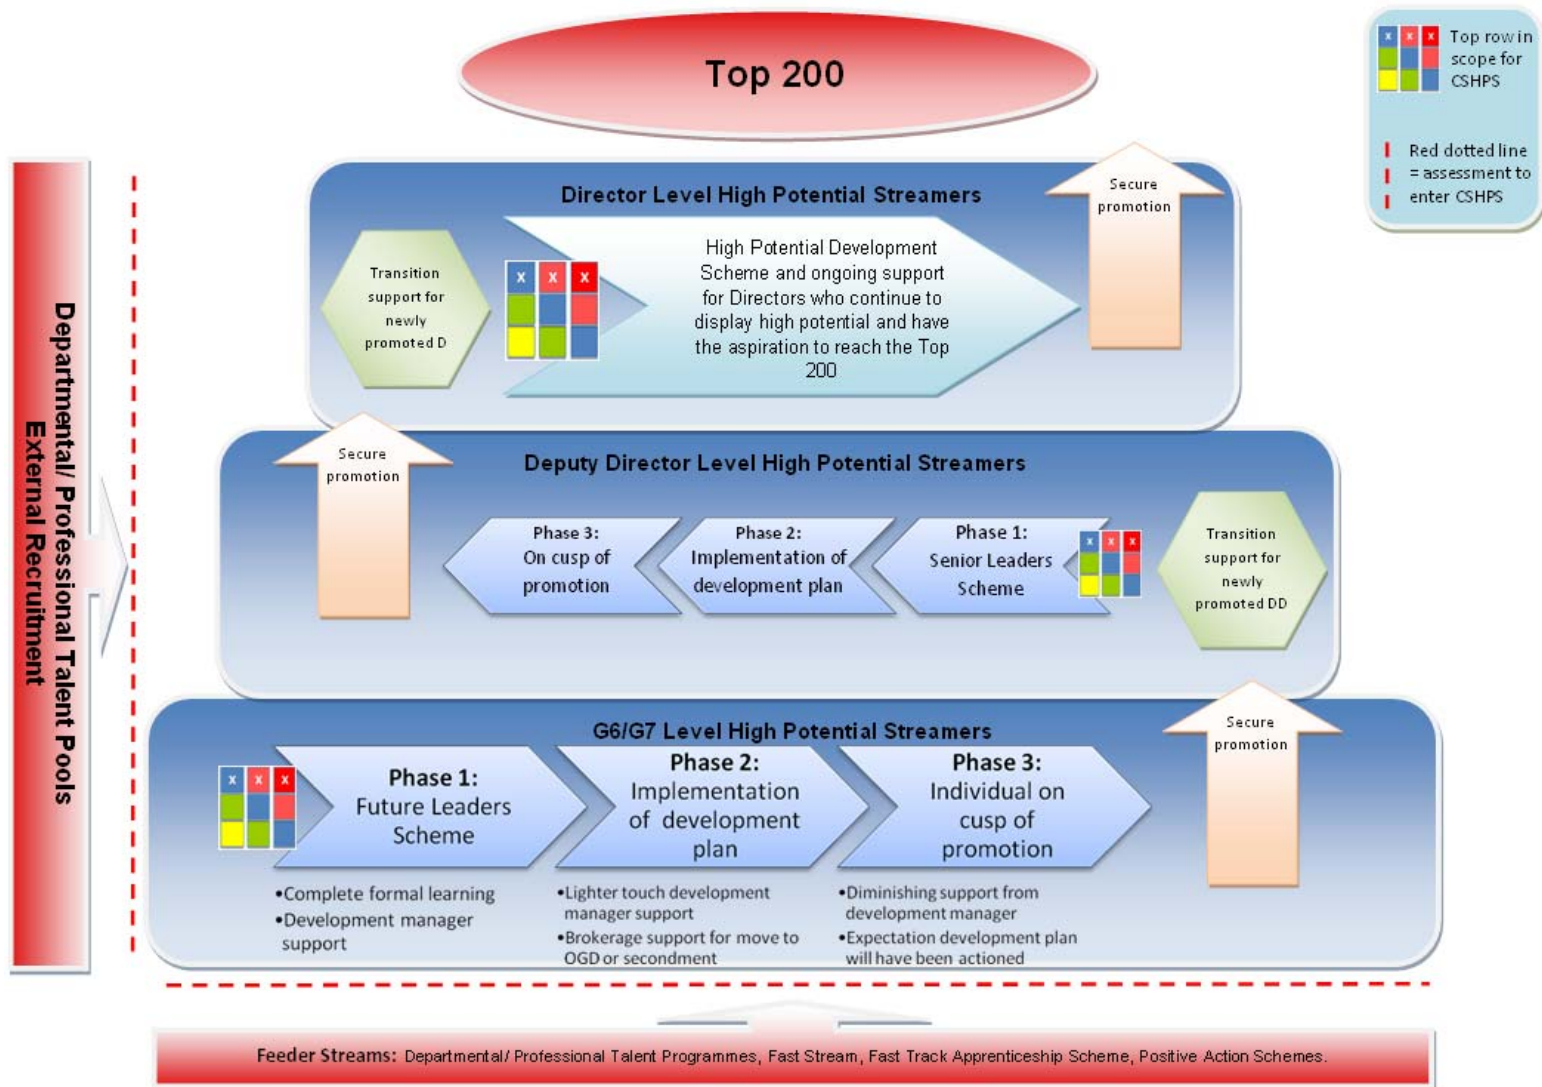 Top 200
x x x Top row in
scope for
CSHPS
Red dotted line
= assessment to
enter CSHPS
Departmental/ Professional Talent Pools
External Recruitment
Director Level High Potential Streamers
Secure
promotion
Transition
support for
newly
promoted D
x x x
High Potential Development
Scheme and ongoing support
for Directors who continue to
display high potential and have
the aspiration to reach the Top
200
Secure
promotion
Deputy Director Level High Potential Streamers
Phase 3:
On cusp of
promotion
Phase 2:
Implementation of
development plan
Phase 1:
Senior Leaders
Scheme
x x x
Transition
support for
newly
promoted DD
G6/G7 Level High Potential Streamers
Secure
promotion
x x x
Phase 1:
Future Leaders
Scheme
•Complete formal learning
•Development manager
support
Phase 2:
Implementation
of development
plan
•Lighter touch development
manager support
•Brokerage support for move to
OGD or secondment
Phase 3:
Individual on
cusp of
promotion
•Diminishing support from
development manager
•Expectation development plan
will have been actioned
Feeder Streams: Departmental/ Professional Talent Programmes, Fast Stream, Fast Track Apprenticeship Scheme, Positive Action Schemes.